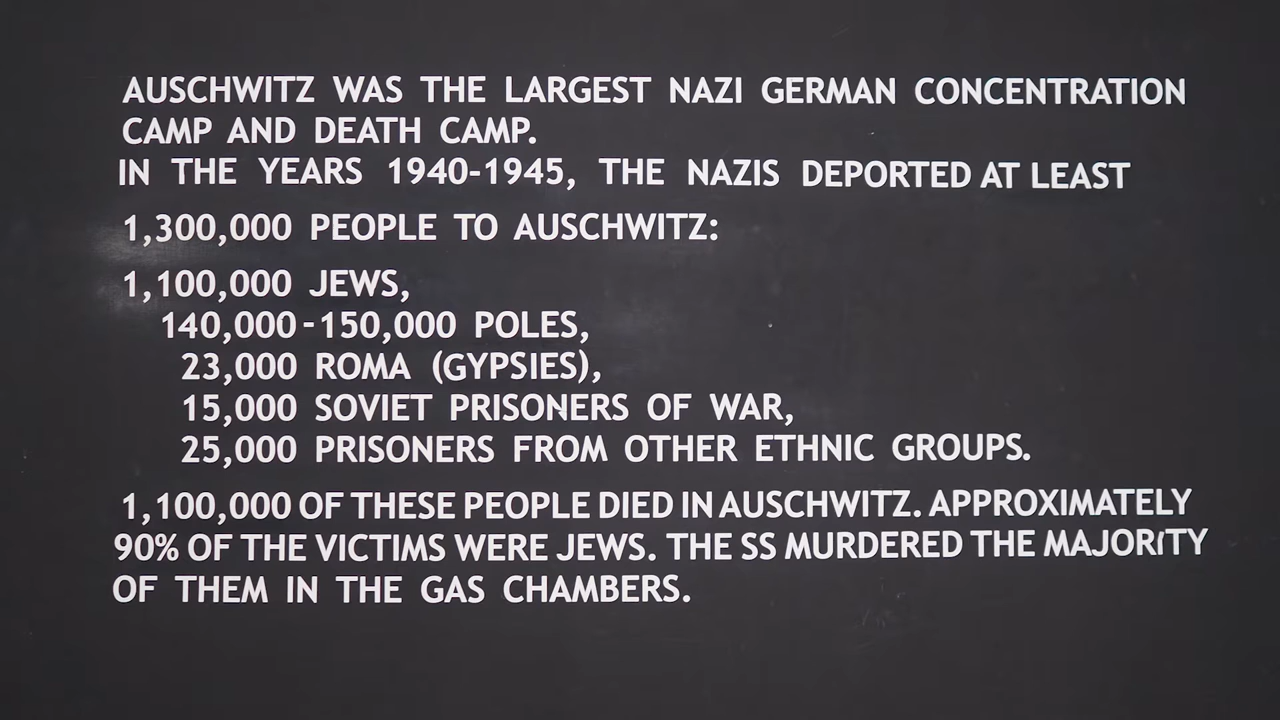 AUSCHWITZ WAS THE LARGEST NAZI GERMAN CONCENTRATION
CAMP AND DEATH CAMP.
IN THE YEARS 1940-1945, THE NAZIS DEPORTED AT LEAST
1,300,000 PEOPLE TO AUSCHWITZ:
1,100,000 JEWS,
140,000-150,000 POLES,
23,000 ROMA (GYPSIES),
15,000 SOVIET PRISONERS OF WAR,
25,000 PRISONERS FROM OTHER ETHNIC GROUPS.
1,100,000 OF THESE PEOPLE DIED IN AUSCHWITZ. APPROXIMATELY
90% OF THE VICTIMS WERE JEWS. THE SS MURDERED THE MAJORITY
OF THEM IN THE GAS CHAMBERS.